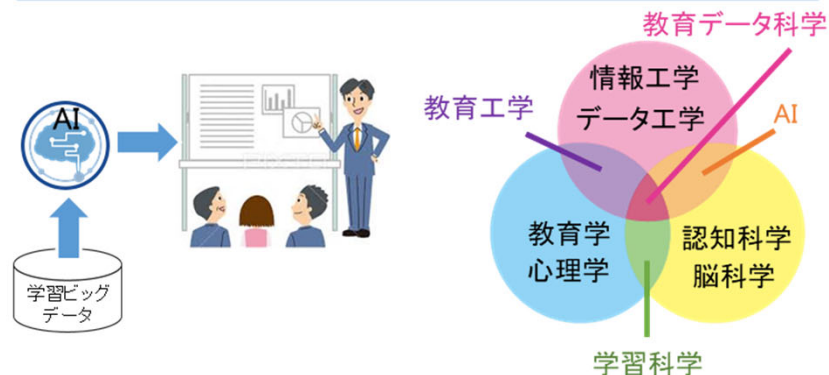 AI
学習ビッグ
データ
教育データ科学
情報工学
データ工学
教育工学
AI
教育学
心理学
認知科学
脳科学
学習科学